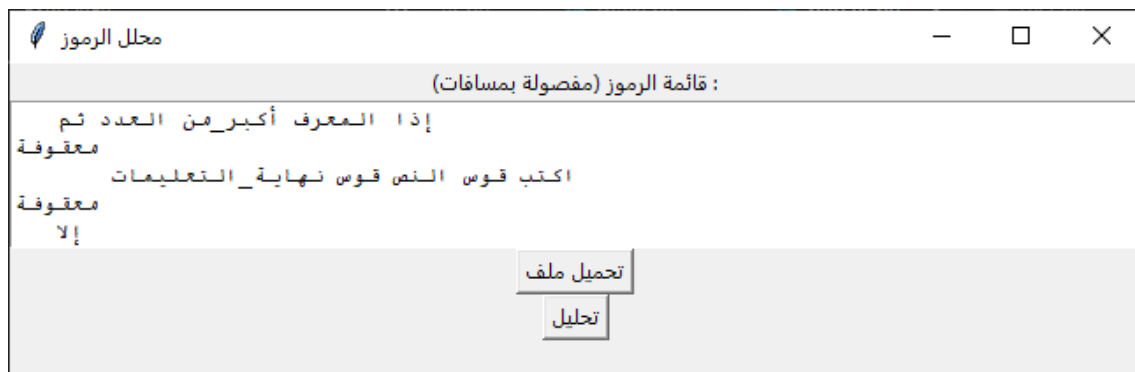 محلل الرموز
قائمة الرموز (مفصولة بمسافات) :
إذا المعرف أكبر_من العدد ثم
معقوفة
اكتب قوس النص قوس نهاية_التعليمات
معقوفة
إلا
تحميل ملف
تحليل